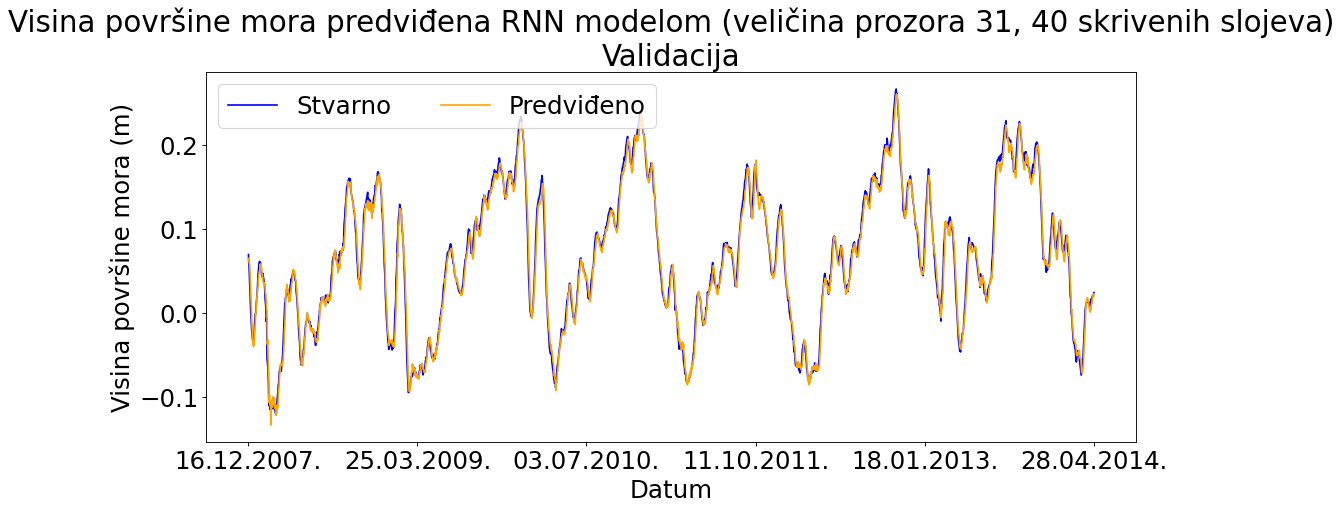 Visina površine mora predviđena RNN modelom (veličina prozora 31, 40 skrivenih slojeva)
Validacija
Stvarno
Predviđeno
Visina površine mora (m)
0.2
0.1
0.0
−0.1
16.12.2007.
25.03.2009.
03.07.2010.
11.10.2011.
18.01.2013.
28.04.2014.
Datum